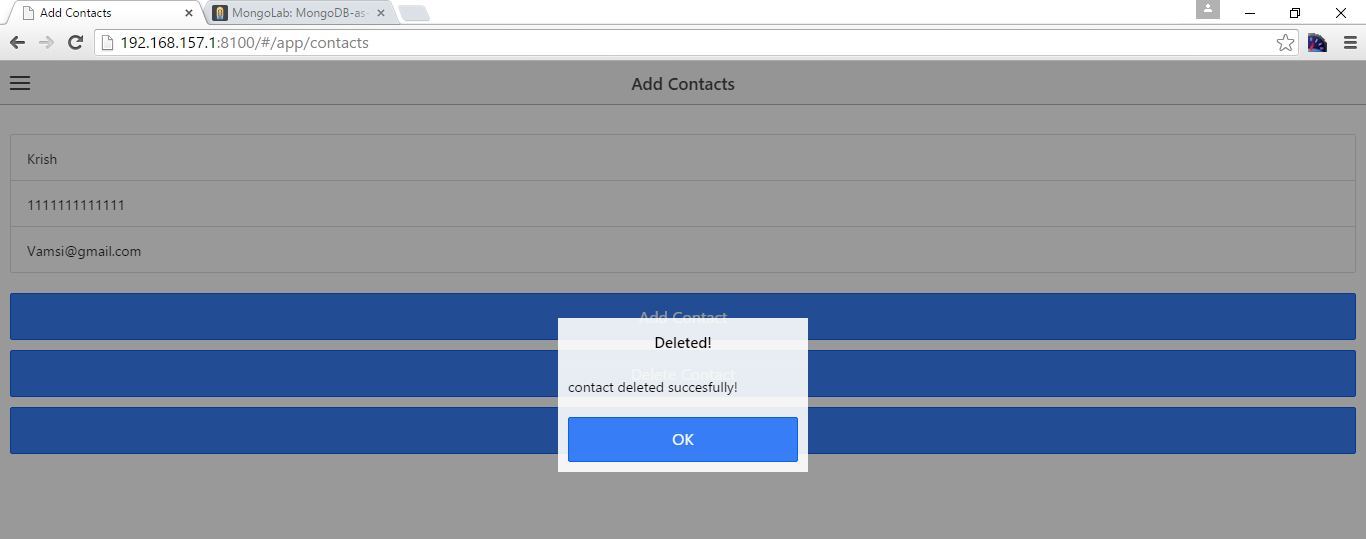 Add Contacts
MongoLab: MongoDB-as-
192.168.157.1:8100/#/app/contacts
Add Contacts
Krish
1111111111111
Vamsi@gmail.com
Add Contact
Deleted!
Delete Contact
contact deleted succesfully!
OK